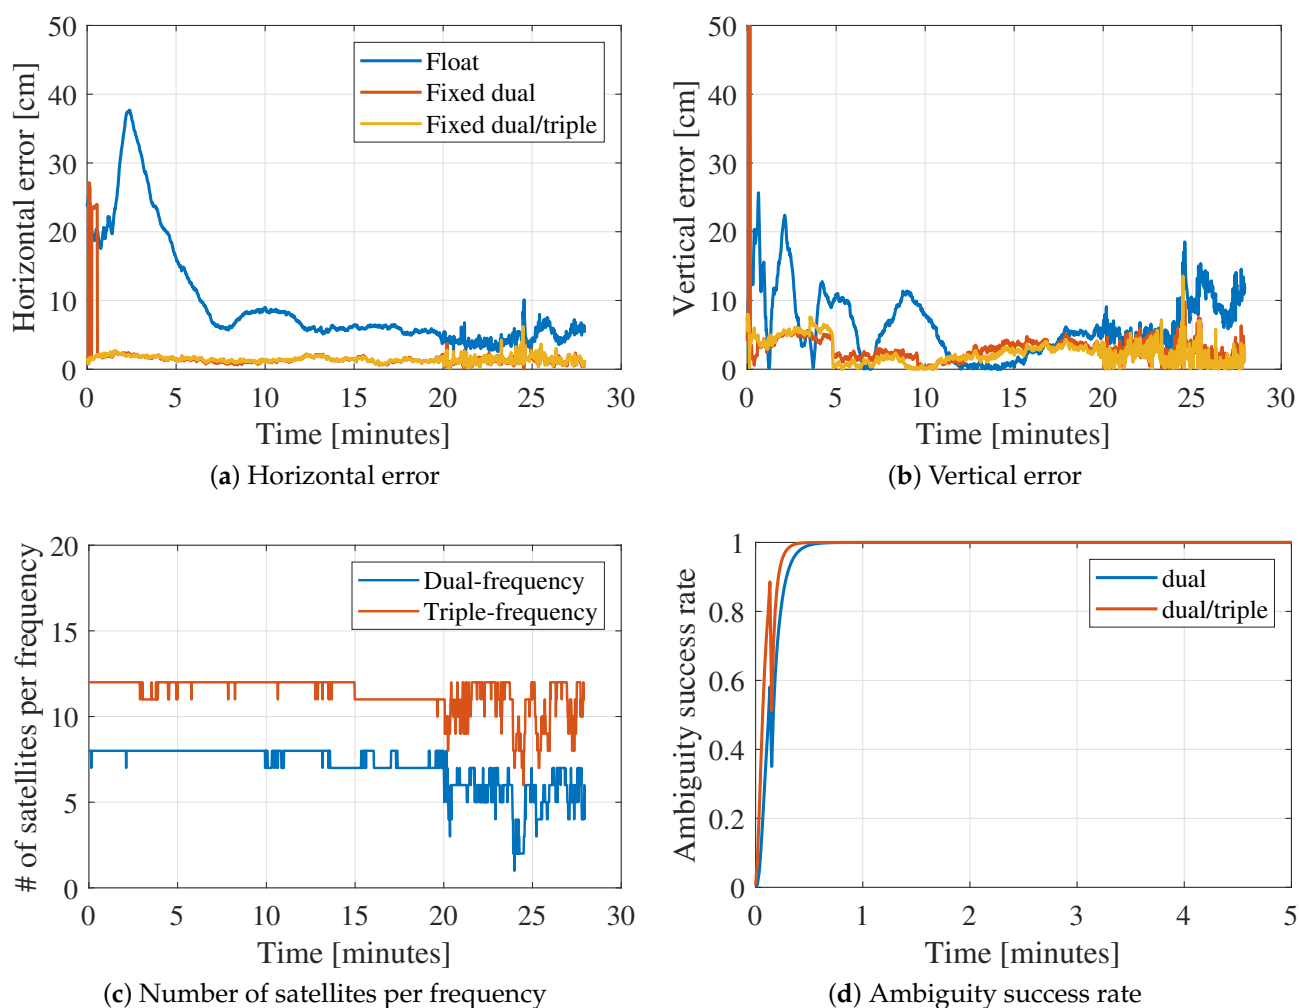 50
40
30
20
10
0
Horizontal error [cm]
Float
Fixed dual
Fixed dual/triple
0 5 10 15 20 25 30
Time [minutes]
(a) Horizontal error
50
40
30
20
10
0
Vertical error [cm]
0 5 10 15 20 25 30
Time [minutes]
(b) Vertical error
20
15
10
5
0
# of satellites per frequency
Dual-frequency
Triple-frequency
0 5 10 15 20 25 30
Time [minutes]
(c) Number of satellites per frequency
1
0.8
0.6
0.4
0.2
0
Ambiguity success rate
dual
dual/triple
0 1 2 3 4 5
Time [minutes]
(d) Ambiguity success rate